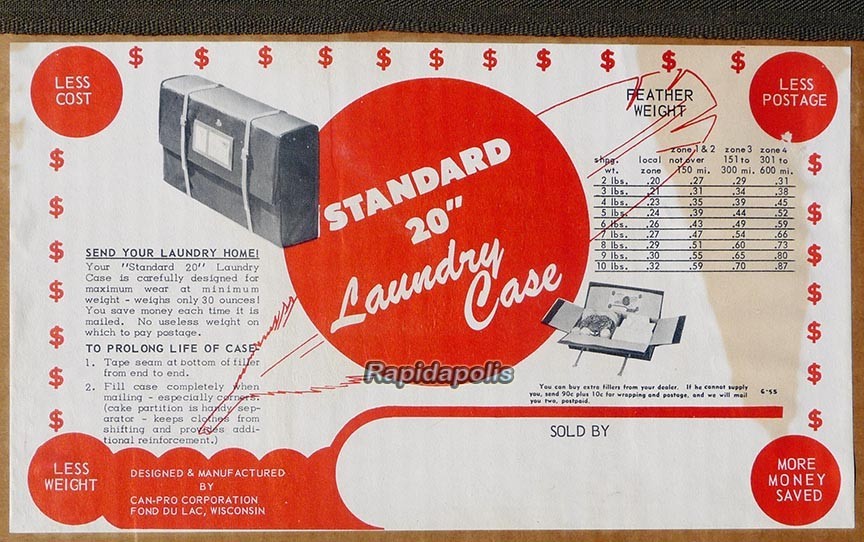 $ $ $ $ $ $ $ $ $ $ $ $
LESS
COST
LESS
POSTAGE
FEATHER
WEIGHT
STANDARD
20"
Laundry
Case
shpg. local zone 1 & 2 zone 3 zone 4
wt. zone not over 151 to 301 to
150 mi. 300 mi. 600 mi.
2 lbs. .20 .27 .29 .31
3 lbs. .21 .31 .34 .38
4 lbs. .23 .35 .39 .45
5 lbs. .24 .39 .44 .52
6 lbs. .26 .43 .49 .59
7 lbs. .27 .47 .54 .66
8 lbs. .29 .51 .60 .73
9 lbs. .30 .55 .65 .80
10 lbs. .32 .59 .70 .87
SEND YOUR LAUNDRY HOME!
Your "Standard 20" Laundry
Case is carefully designed for
maximum wear at minimum
weight - weighs only 30 ounces!
You save money each time it is
mailed. No useless weight on
which to pay postage.
TO PROLONG LIFE OF CASE
1. Tape seam at bottom of filler
from end to end.
2. Fill case completely when
mailing - especially corners.
(cake partition is handy sep-
arator - keeps clothes from
shifting and provides addi-
tional reinforcement.)
Rapidapolis
You can buy extra fillers from your dealer. If he cannot supply
you, send 90c plus 10c for wrapping and postage, and we will
mail you two, postpaid.
6-55
SOLD BY
LESS
WEIGHT
DESIGNED & MANUFACTURED
BY
CAN-PRO CORPORATION
FOND DU LAC, WISCONSIN
MORE
MONEY
SAVED